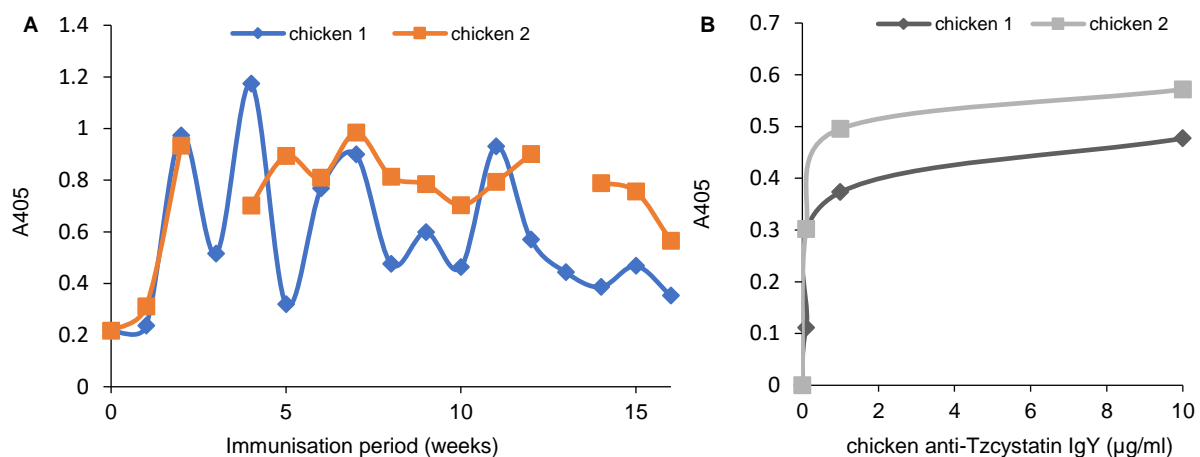 A
chicken 1
chicken 2
1.4
1.2
1
0.8
0.6
0.4
0.2
0
A405
0 5 10 15
Immunisation period (weeks)
B
chicken 1
chicken 2
0.7
0.6
0.5
0.4
0.3
0.2
0.1
0
A405
0 2 4 6 8 10
chicken anti-Tzcystatin IgY (µg/ml)